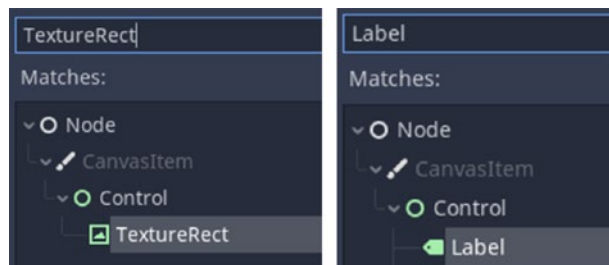 TextureRect
Matches:
Node
CanvasItem
Control
TextureRect
Label
Matches:
Node
CanvasItem
Control
Label